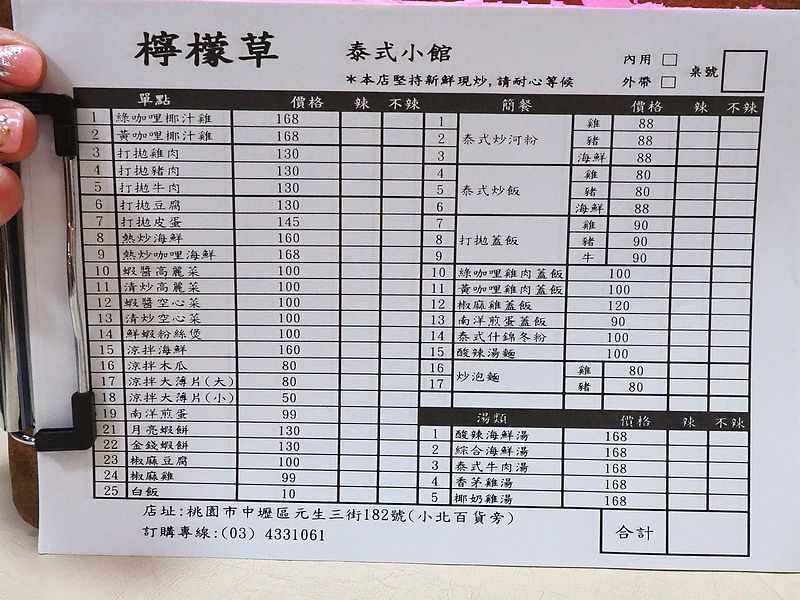 檸檬草 泰式小館
*本店堅持新鮮現炒,請耐心等候
內用
外帶
桌號
單點 價格 辣 不辣
1 綠咖哩椰汁雞 168
2 黃咖哩椰汁雞 168
3 打拋雞肉 130
4 打拋豬肉 130
5 打拋牛肉 130
6 打拋豆腐 130
7 打拋皮蛋 145
8 熱炒海鮮 160
9 熱炒咖哩海鮮 168
10 蝦醬高麗菜 100
11 清炒高麗菜 100
12 蝦醬空心菜 100
13 清炒空心菜 100
14 鮮蝦粉絲煲 100
15 涼拌海鮮 160
16 涼拌木瓜 80
17 涼拌大薄片(大) 80
18 涼拌大薄片(小) 50
19 南洋煎蛋 99
21 月亮蝦餅 130
22 金錢蝦餅 130
23 椒麻豆腐 100
24 椒麻雞 99
25 白飯 10
簡餐 價格 辣 不辣
泰式炒河粉
1 雞 88
2 豬 88
3 海鮮 88
泰式炒飯
4 雞 80
5 豬 80
6 海鮮 88
打拋蓋飯
7 雞 90
8 豬 90
9 牛 90
10 綠咖哩雞肉蓋飯 100
11 黃咖哩雞肉蓋飯 100
12 椒麻雞蓋飯 120
13 南洋煎蛋蓋飯 90
14 泰式什錦冬粉 100
15 酸辣湯麵 100
炒泡麵
16 雞 80
17 豬 80
湯類 價格 辣 不辣
1 酸辣海鮮湯 168
2 綜合海鮮湯 168
3 泰式牛肉湯 168
4 香茅雞湯 168
5 椰奶雞湯 168
合計
店址:桃園市中壢區元生三街182號(小北百貨旁)
訂購專線:(03) 4331061